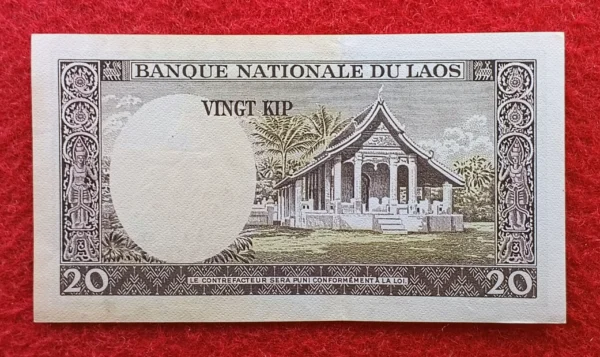 BANQUE NATIONALE DU LAOS
VINGT KIP
20
LE CONTREFACTEUR SERA PUNI CONFORMÉMENT À LA LOI.
20